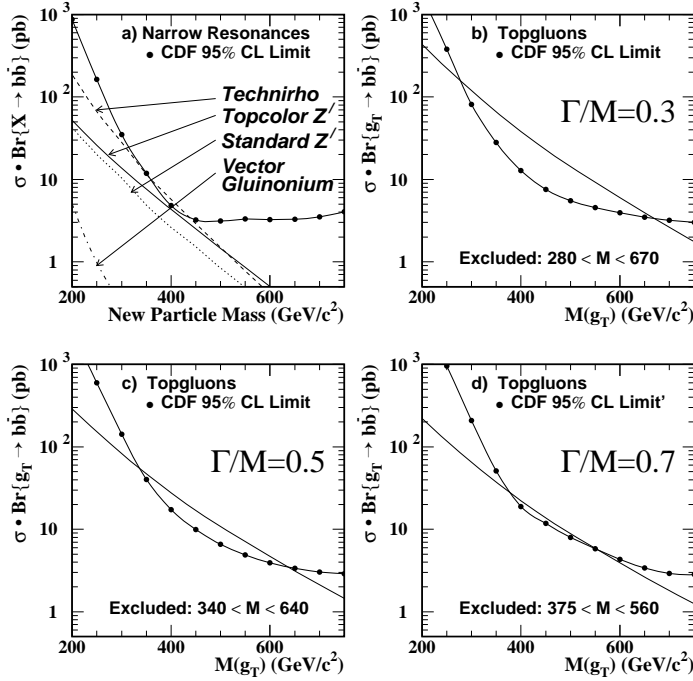 a) Narrow Resonances
● CDF 95% CL Limit
Technirho
Topcolor Z′
Standard Z′
Vector
Gluinonium
σ • Br{X → bb̄} (pb)
10³
10²
10
1
200 400 600
New Particle Mass (GeV/c²)
b) Topgluons
● CDF 95% CL Limit
Γ/M=0.3
Excluded: 280 < M < 670
σ • Br{g_T → bb̄} (pb)
10³
10²
10
1
200 400 600
M(g_T) (GeV/c²)
c) Topgluons
● CDF 95% CL Limit
Γ/M=0.5
Excluded: 340 < M < 640
σ • Br{g_T → bb̄} (pb)
10³
10²
10
1
200 400 600
M(g_T) (GeV/c²)
d) Topgluons
● CDF 95% CL Limit'
Γ/M=0.7
Excluded: 375 < M < 560
σ • Br{g_T → bb̄} (pb)
10³
10²
10
1
200 400 600
M(g_T) (GeV/c²)